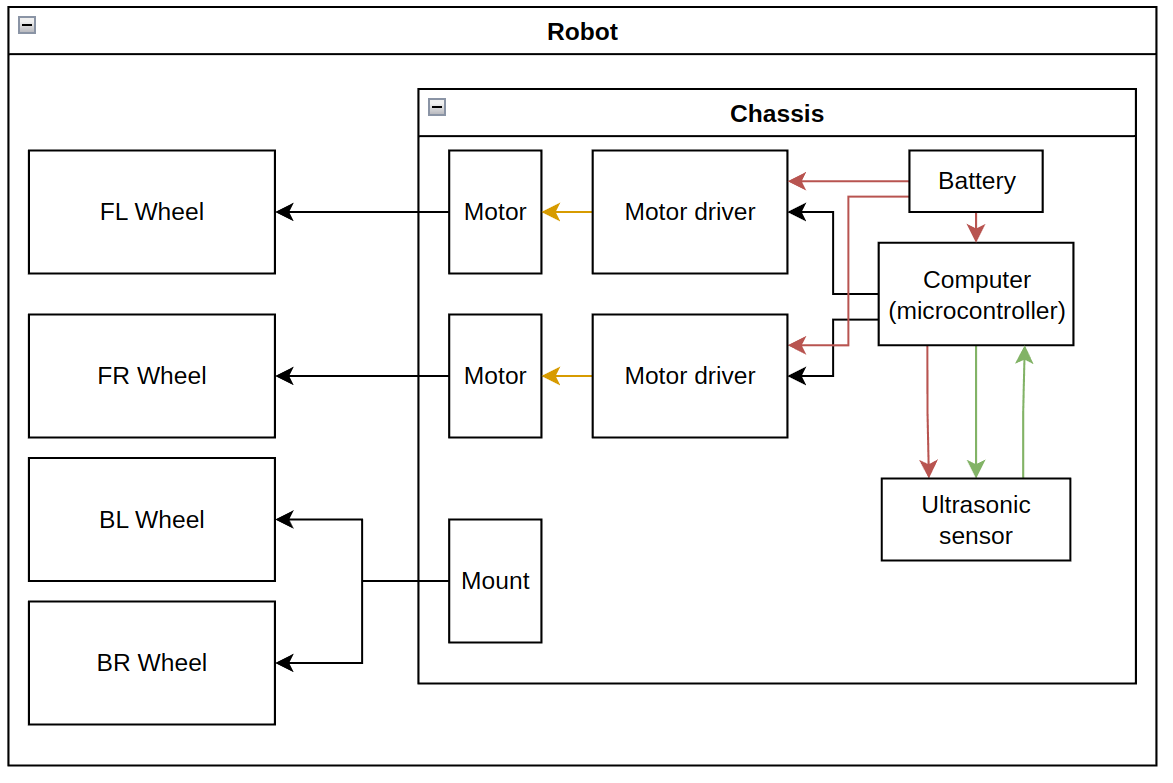 Robot
Chassis
FL Wheel
Motor
Motor driver
Battery
Computer
(microcontroller)
FR Wheel
Motor
Motor driver
Ultrasonic
sensor
BL Wheel
Mount
BR Wheel